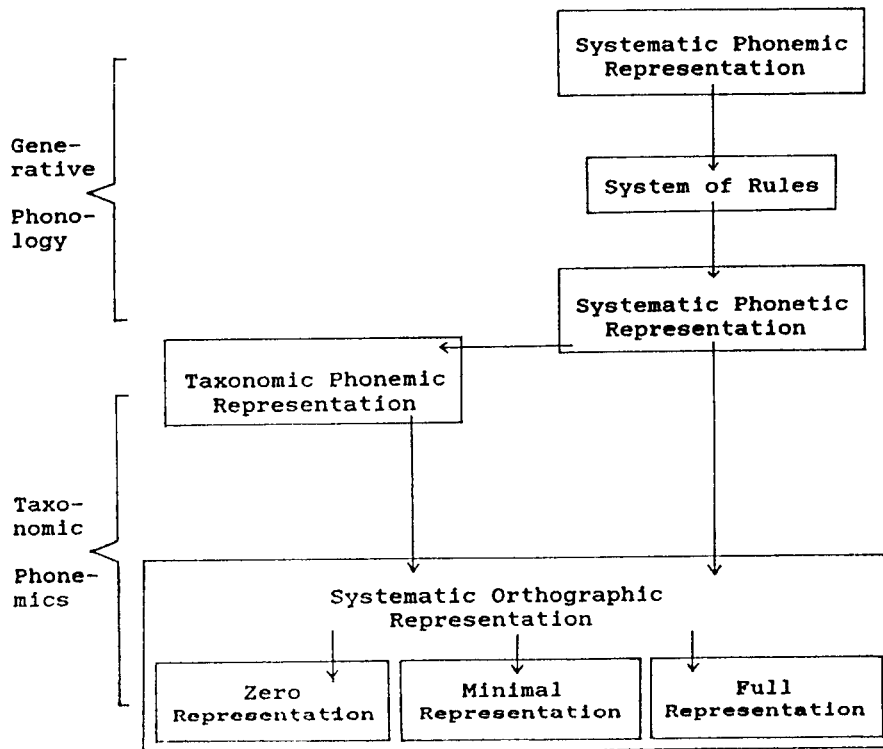 Systematic Phonemic
Representation
Gene-
rative
Phono-
logy
System of Rules
Systematic Phonetic
Representation
Taxonomic Phonemic
Representation
Taxo-
nomic
Phone-
mics
Systematic Orthographic
Representation
Zero
Representation
Minimal
Representation
Full
Representation